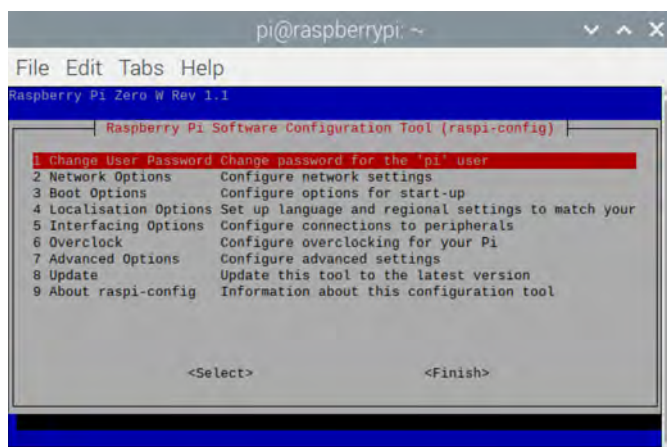 pi@raspberrypi: ~
File Edit Tabs Help
Raspberry Pi Zero W Rev 1.1
Raspberry Pi Software Configuration Tool (raspi-config)
1 Change User Password Change password for the 'pi' user
2 Network Options Configure network settings
3 Boot Options Configure options for start-up
4 Localisation Options Set up language and regional settings to match your
5 Interfacing Options Configure connections to peripherals
6 Overclock Configure overclocking for your Pi
7 Advanced Options Configure advanced settings
8 Update Update this tool to the latest version
9 About raspi-config Information about this configuration tool
<Select> <Finish>